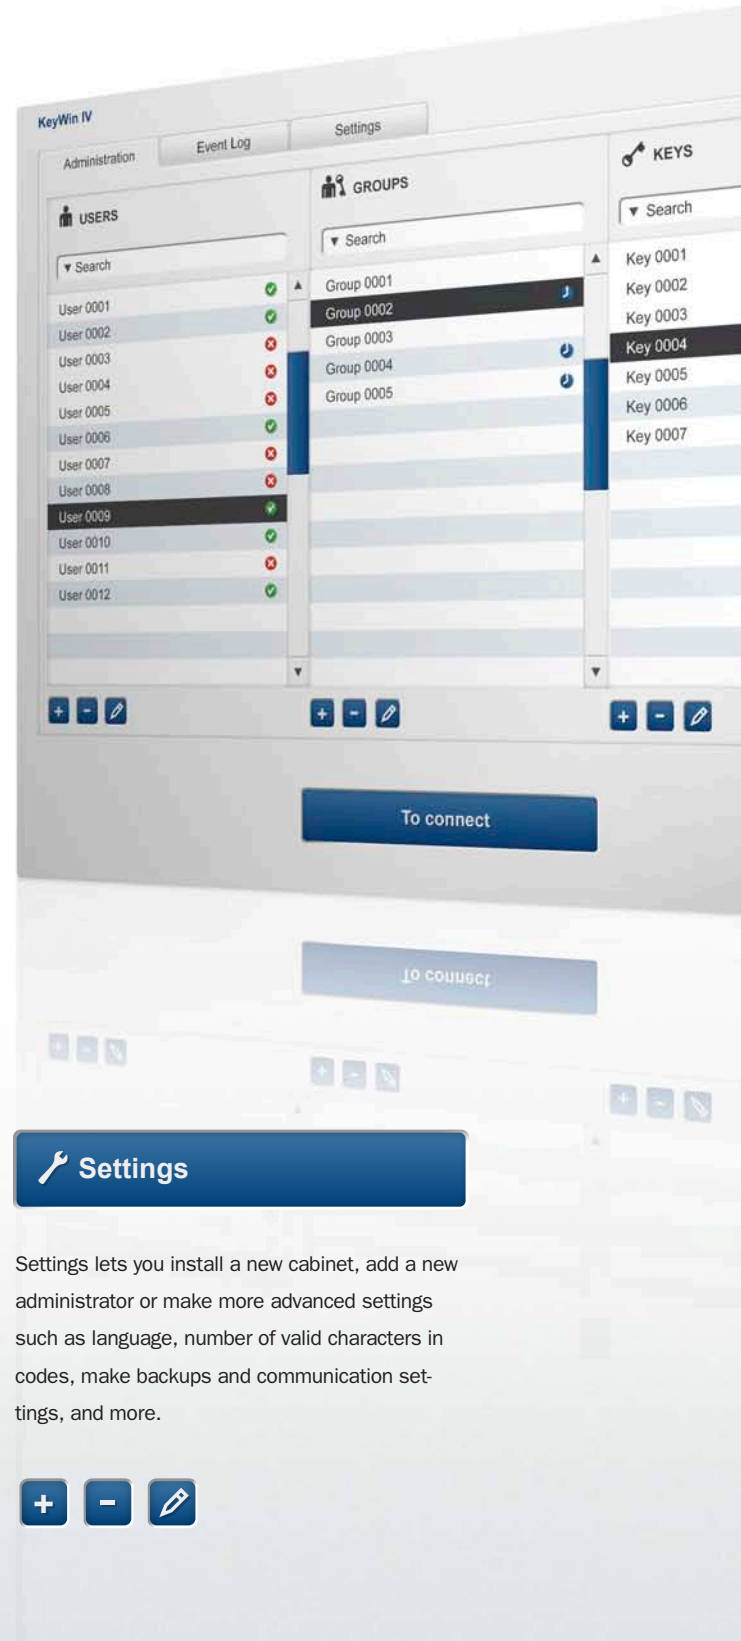 KeyWin IV
Administration
Event Log
Settings
USERS
Search
User 0001
User 0002
User 0003
User 0004
User 0005
User 0006
User 0007
User 0008
User 0009
User 0010
User 0011
User 0012
GROUPS
Search
Group 0001
Group 0002
Group 0003
Group 0004
Group 0005
KEYS
Search
Key 0001
Key 0002
Key 0003
Key 0004
Key 0005
Key 0006
Key 0007
To connect
To connect
Settings
Settings lets you install a new cabinet, add a new
administrator or make more advanced settings
such as language, number of valid characters in
codes, make backups and communication set-
tings, and more.